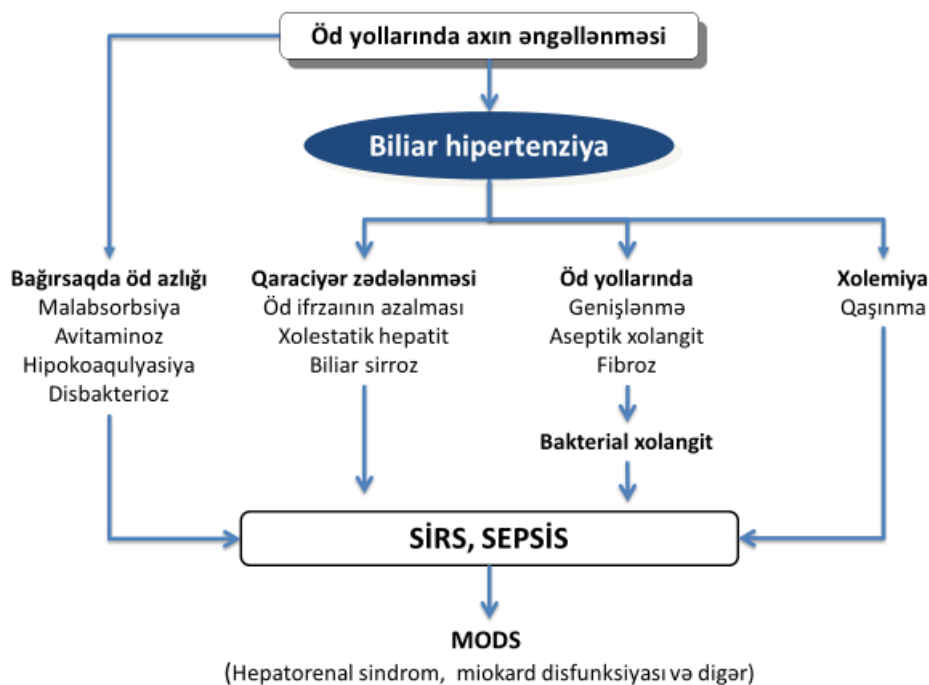 Öd yollarında axın əngəllənməsi
Biliar hipertenziya
Bağırsaqda öd azlığı
Malabsorbsiya
Avitaminoz
Hipokoaqulyasiya
Disbakterioz
Qaraciyər zədələnməsi
Öd ifrzaının azalması
Xolestatik hepatit
Biliar sirroz
Öd yollarında
Genişlənmə
Aseptik xolangit
Fibroz
Bakterial xolangit
Xolemiya
Qaşınma
SİRS, SEPSİS
MODS
(Hepatorenal sindrom, miokard disfunksiyası və digər)